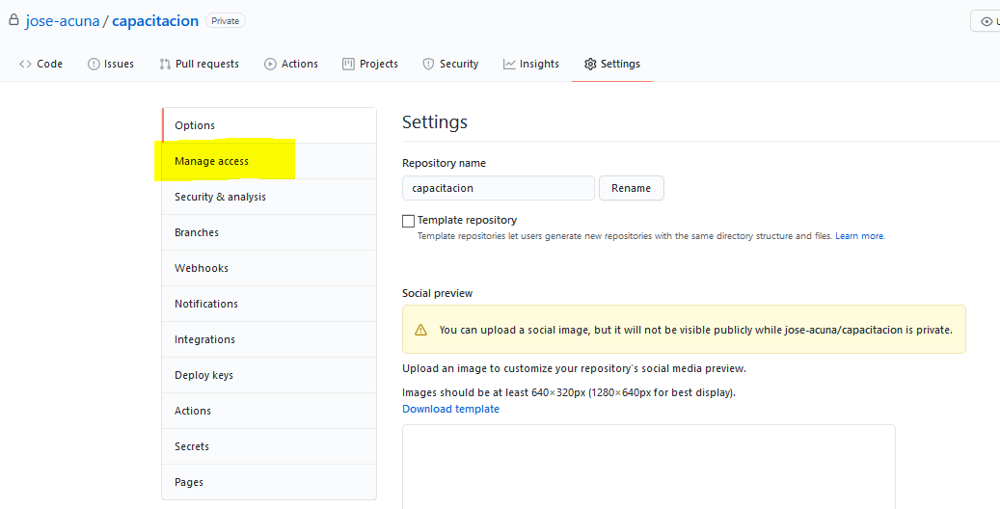 jose-acuna / capacitacion Private
Code Issues Pull requests Actions Projects Security Insights Settings
Options
Manage access
Security & analysis
Branches
Webhooks
Notifications
Integrations
Deploy keys
Actions
Secrets
Pages
Settings
Repository name
capacitacion Rename
Template repository
Template repositories let users generate new repositories with the same directory structure and files. Learn more.
Social preview
You can upload a social image, but it will not be visible publicly while jose-acuna/capacitacion is private.
Upload an image to customize your repository's social media preview.
Images should be at least 640×320px (1280×640px for best display).
Download template